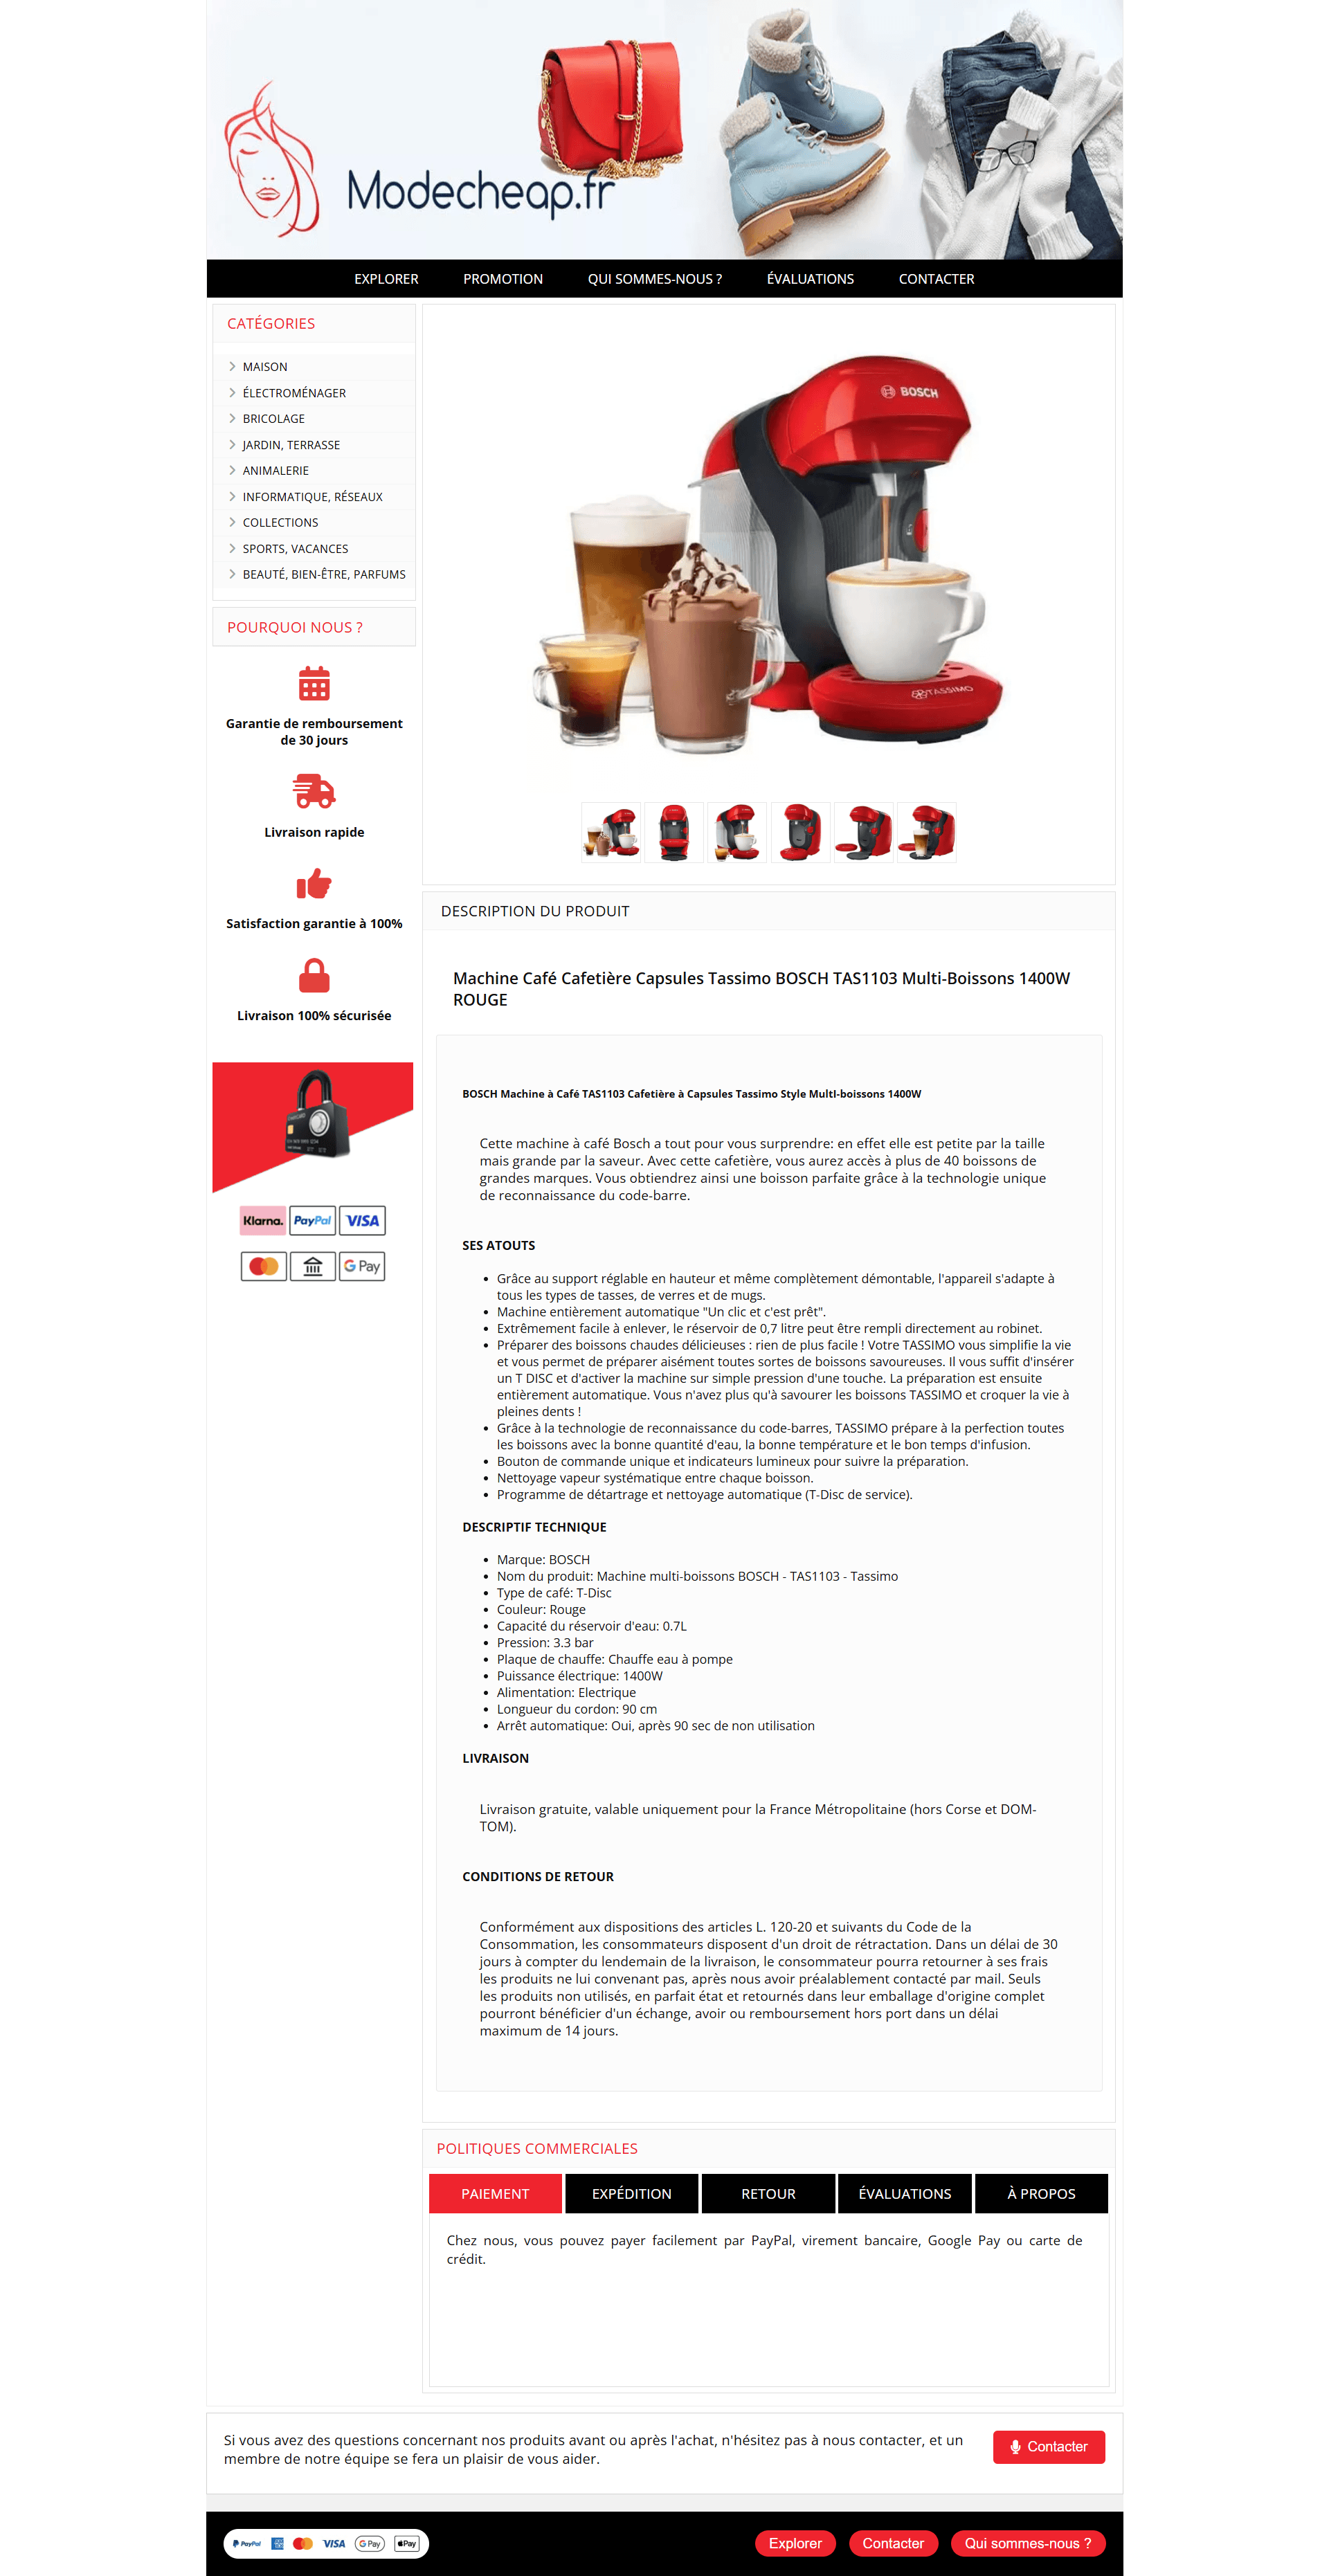 Modecheap.fr
EXPLORER PROMOTION QUI SOMMES-NOUS ? ÉVALUATIONS CONTACTER
CATÉGORIES
MAISON
ÉLECTROMÉNAGER
BRICOLAGE
JARDIN, TERRASSE
ANIMALERIE
INFORMATIQUE, RÉSEAUX
COLLECTIONS
SPORTS, VACANCES
BEAUTÉ, BIEN-ÊTRE, PARFUMS
POURQUOI NOUS ?
Garantie de remboursement
de 30 jours
Livraison rapide
Satisfaction garantie à 100%
Livraison 100% sécurisée
Klarna. PayPal VISA
G Pay
BOSCH
TASSIMO
DESCRIPTION DU PRODUIT
Machine Café Cafetière Capsules Tassimo BOSCH TAS1103 Multi-Boissons 1400W
ROUGE
BOSCH Machine à Café TAS1103 Cafetière à Capsules Tassimo Style MultI-boissons 1400W
Cette machine à café Bosch a tout pour vous surprendre: en effet elle est petite par la taille
mais grande par la saveur. Avec cette cafetière, vous aurez accès à plus de 40 boissons de
grandes marques. Vous obtiendrez ainsi une boisson parfaite grâce à la technologie unique
de reconnaissance du code-barre.
SES ATOUTS
Grâce au support réglable en hauteur et même complètement démontable, l'appareil s'adapte à
tous les types de tasses, de verres et de mugs.
Machine entièrement automatique "Un clic et c'est prêt".
Extrêmement facile à enlever, le réservoir de 0,7 litre peut être rempli directement au robinet.
Préparer des boissons chaudes délicieuses : rien de plus facile ! Votre TASSIMO vous simplifie la vie
et vous permet de préparer aisément toutes sortes de boissons savoureuses. Il vous suffit d'insérer
un T DISC et d'activer la machine sur simple pression d'une touche. La préparation est ensuite
entièrement automatique. Vous n'avez plus qu'à savourer les boissons TASSIMO et croquer la vie à
pleines dents !
Grâce à la technologie de reconnaissance du code-barres, TASSIMO prépare à la perfection toutes
les boissons avec la bonne quantité d'eau, la bonne température et le bon temps d'infusion.
Bouton de commande unique et indicateurs lumineux pour suivre la préparation.
Nettoyage vapeur systématique entre chaque boisson.
Programme de détartrage et nettoyage automatique (T-Disc de service).
DESCRIPTIF TECHNIQUE
Marque: BOSCH
Nom du produit: Machine multi-boissons BOSCH - TAS1103 - Tassimo
Type de café: T-Disc
Couleur: Rouge
Capacité du réservoir d'eau: 0.7L
Pression: 3.3 bar
Plaque de chauffe: Chauffe eau à pompe
Puissance électrique: 1400W
Alimentation: Electrique
Longueur du cordon: 90 cm
Arrêt automatique: Oui, après 90 sec de non utilisation
LIVRAISON
Livraison gratuite, valable uniquement pour la France Métropolitaine (hors Corse et DOM-
TOM).
CONDITIONS DE RETOUR
Conformément aux dispositions des articles L. 120-20 et suivants du Code de la
Consommation, les consommateurs disposent d'un droit de rétractation. Dans un délai de 30
jours à compter du lendemain de la livraison, le consommateur pourra retourner à ses frais
les produits ne lui convenant pas, après nous avoir préalablement contacté par mail. Seuls
les produits non utilisés, en parfait état et retournés dans leur emballage d'origine complet
pourront bénéficier d'un échange, avoir ou remboursement hors port dans un délai
maximum de 14 jours.
POLITIQUES COMMERCIALES
PAIEMENT EXPÉDITION RETOUR ÉVALUATIONS À PROPOS
Chez nous, vous pouvez payer facilement par PayPal, virement bancaire, Google Pay ou carte de
crédit.
Si vous avez des questions concernant nos produits avant ou après l'achat, n'hésitez pas à nous contacter, et un
membre de notre équipe se fera un plaisir de vous aider.
Contacter
PayPal VISA G Pay Pay
Explorer Contacter Qui sommes-nous ?